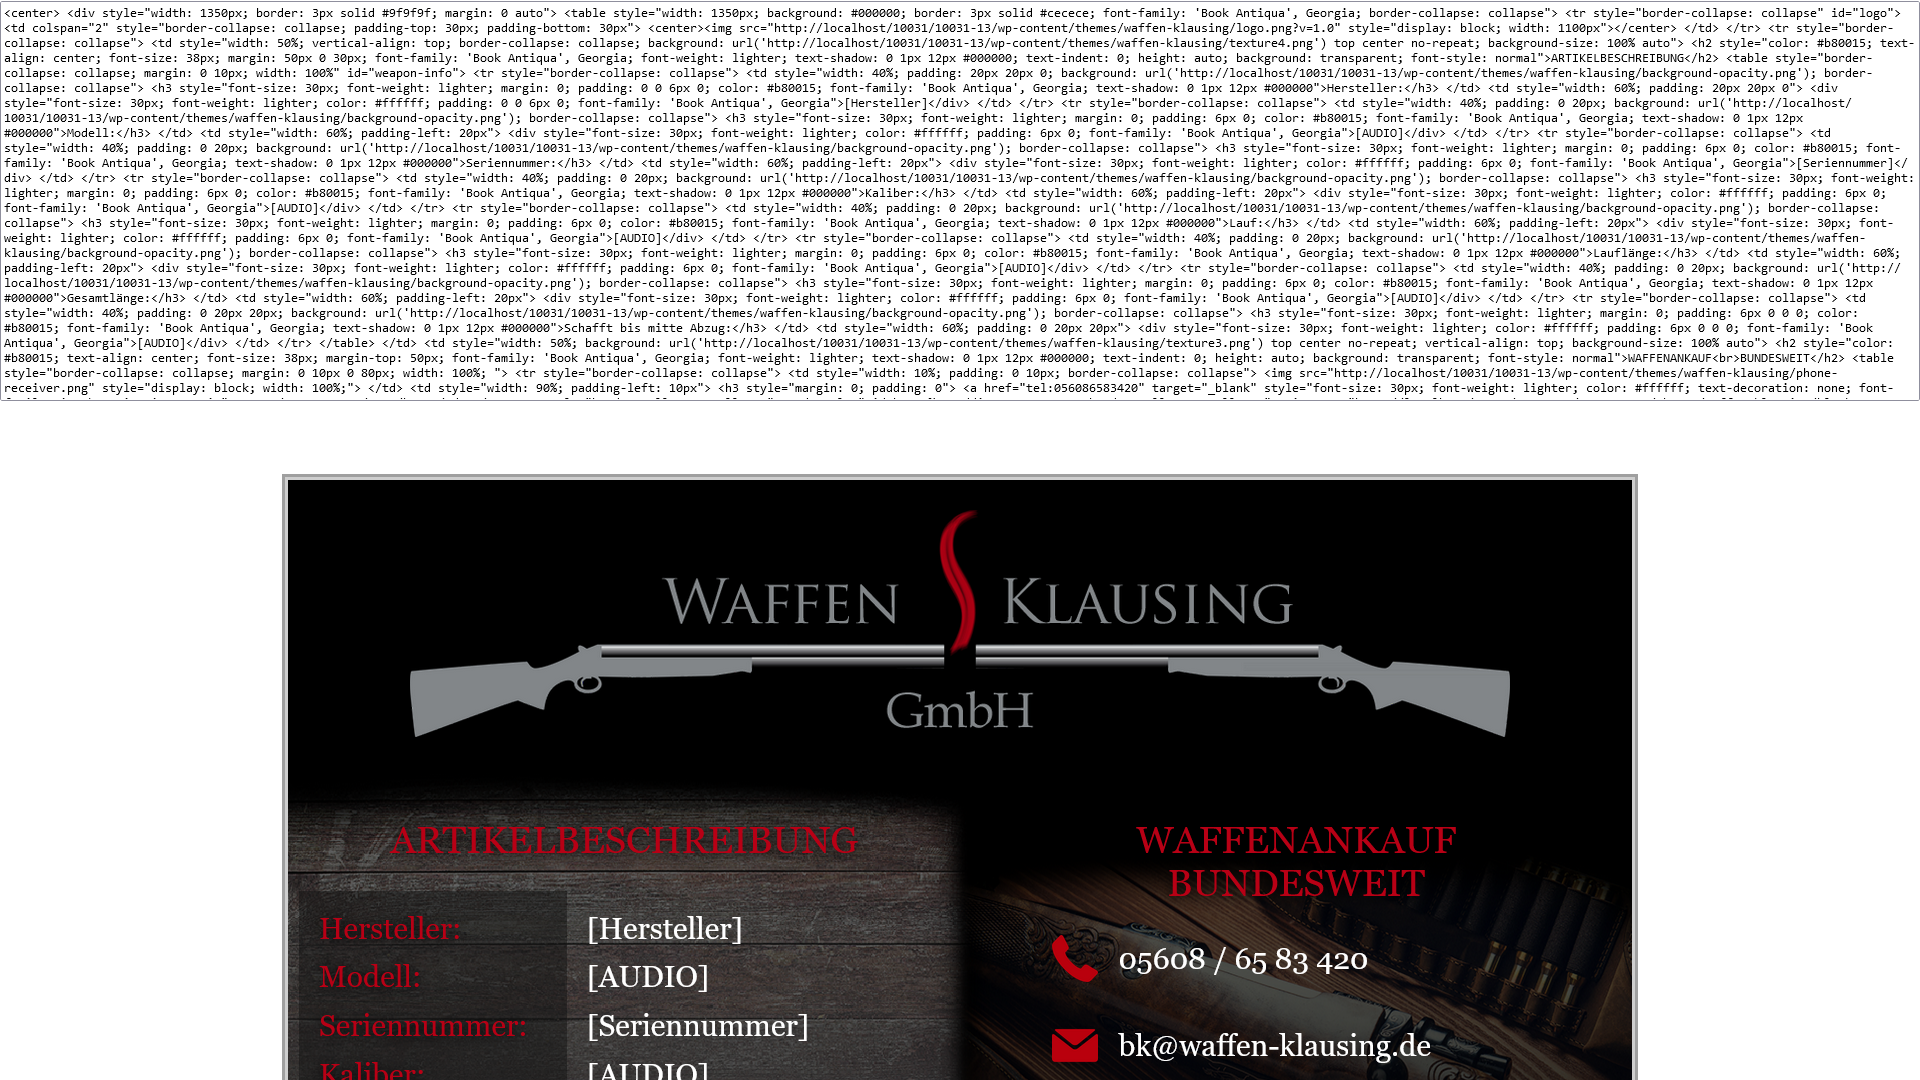 <center> <div style="width: 1350px; border: 3px solid #9f9f9f; margin: 0 auto"> <table style="width: 1350px; background: #000000; border: 3px solid #cecece; font-family: 'Book Antiqua', Georgia; border-collapse: collapse"> <tr style="border-collapse: collapse" id="logo">
<td colspan="2" style="border-collapse: collapse; padding-top: 30px; padding-bottom: 30px"> <center><img src="http://localhost/10031/10031-13/wp-content/themes/waffen-klausing/logo.png?v=1.0" style="display: block; width: 1100px"></center> </td> </tr> <tr style="border-
collapse: collapse"> <td style="width: 50%; vertical-align: top; border-collapse: collapse; background: url('http://localhost/10031/10031-13/wp-content/themes/waffen-klausing/texture4.png') top center no-repeat; background-size: 100% auto"> <h2 style="color: #b80015; text-
align: center; font-size: 38px; margin: 50px 0 30px; font-family: 'Book Antiqua', Georgia; font-weight: lighter; text-shadow: 0 1px 12px #000000; text-indent: 0; height: auto; background: transparent; font-style: normal">ARTIKELBESCHREIBUNG</h2> <table style="border-
collapse: collapse; margin: 0 10px; width: 100%" id="weapon-info"> <tr style="border-collapse: collapse"> <td style="width: 40%; padding: 20px 20px 0; background: url('http://localhost/10031/10031-13/wp-content/themes/waffen-klausing/background-opacity.png'); border-
collapse: collapse"> <h3 style="font-size: 30px; font-weight: lighter; margin: 0; padding: 0 0 6px 0; color: #b80015; font-family: 'Book Antiqua', Georgia; text-shadow: 0 1px 12px #000000">Hersteller:</h3> </td> <td style="width: 60%; padding: 20px 20px 0"> <div
style="font-size: 30px; font-weight: lighter; color: #ffffff; padding: 0 0 6px 0; font-family: 'Book Antiqua', Georgia">[Hersteller]</div> </td> </tr> <tr style="border-collapse: collapse"> <td style="width: 40%; padding: 0 20px; background: url('http://localhost/
10031/10031-13/wp-content/themes/waffen-klausing/background-opacity.png'); border-collapse: collapse"> <h3 style="font-size: 30px; font-weight: lighter; margin: 0; padding: 6px 0; color: #b80015; font-family: 'Book Antiqua', Georgia; text-shadow: 0 1px 12px
#000000">Modell:</h3> </td> <td style="width: 60%; padding-left: 20px"> <div style="font-size: 30px; font-weight: lighter; color: #ffffff; padding: 6px 0; font-family: 'Book Antiqua', Georgia">[AUDIO]</div> </td> </tr> <tr style="border-collapse: collapse"> <td
style="width: 40%; padding: 0 20px; background: url('http://localhost/10031/10031-13/wp-content/themes/waffen-klausing/background-opacity.png'); border-collapse: collapse"> <h3 style="font-size: 30px; font-weight: lighter; margin: 0; padding: 6px 0; color: #b80015; font-
family: 'Book Antiqua', Georgia; text-shadow: 0 1px 12px #000000">Seriennummer:</h3> </td> <td style="width: 60%; padding-left: 20px"> <div style="font-size: 30px; font-weight: lighter; color: #ffffff; padding: 6px 0; font-family: 'Book Antiqua', Georgia">[Seriennummer]</
div> </td> </tr> <tr style="border-collapse: collapse"> <td style="width: 40%; padding: 0 20px; background: url('http://localhost/10031/10031-13/wp-content/themes/waffen-klausing/background-opacity.png'); border-collapse: collapse"> <h3 style="font-size: 30px; font-weight:
lighter; margin: 0; padding: 6px 0; color: #b80015; font-family: 'Book Antiqua', Georgia; text-shadow: 0 1px 12px #000000">Kaliber:</h3> </td> <td style="width: 60%; padding-left: 20px"> <div style="font-size: 30px; font-weight: lighter; color: #ffffff; padding: 6px 0;
font-family: 'Book Antiqua', Georgia">[AUDIO]</div> </td> </tr> <tr style="border-collapse: collapse"> <td style="width: 40%; padding: 0 20px; background: url('http://localhost/10031/10031-13/wp-content/themes/waffen-klausing/background-opacity.png'); border-collapse:
collapse"> <h3 style="font-size: 30px; font-weight: lighter; margin: 0; padding: 6px 0; color: #b80015; font-family: 'Book Antiqua', Georgia; text-shadow: 0 1px 12px #000000">Lauf:</h3> </td> <td style="width: 60%; padding-left: 20px"> <div style="font-size: 30px; font-
weight: lighter; color: #ffffff; padding: 6px 0; font-family: 'Book Antiqua', Georgia">[AUDIO]</div> </td> </tr> <tr style="border-collapse: collapse"> <td style="width: 40%; padding: 0 20px; background: url('http://localhost/10031/10031-13/wp-content/themes/waffen-
klausing/background-opacity.png'); border-collapse: collapse"> <h3 style="font-size: 30px; font-weight: lighter; margin: 0; padding: 6px 0; color: #b80015; font-family: 'Book Antiqua', Georgia; text-shadow: 0 1px 12px #000000">Lauflänge:</h3> </td> <td style="width: 60%;
padding-left: 20px"> <div style="font-size: 30px; font-weight: lighter; color: #ffffff; padding: 6px 0; font-family: 'Book Antiqua', Georgia">[AUDIO]</div> </td> </tr> <tr style="border-collapse: collapse"> <td style="width: 40%; padding: 0 20px; background: url('http://
localhost/10031/10031-13/wp-content/themes/waffen-klausing/background-opacity.png'); border-collapse: collapse"> <h3 style="font-size: 30px; font-weight: lighter; margin: 0; padding: 6px 0; color: #b80015; font-family: 'Book Antiqua', Georgia; text-shadow: 0 1px 12px
#000000">Gesamtlänge:</h3> </td> <td style="width: 60%; padding-left: 20px"> <div style="font-size: 30px; font-weight: lighter; color: #ffffff; padding: 6px 0; font-family: 'Book Antiqua', Georgia">[AUDIO]</div> </td> </tr> <tr style="border-collapse: collapse"> <td
style="width: 40%; padding: 0 20px 20px; background: url('http://localhost/10031/10031-13/wp-content/themes/waffen-klausing/background-opacity.png'); border-collapse: collapse"> <h3 style="font-size: 30px; font-weight: lighter; margin: 0; padding: 6px 0 0 0; color:
#b80015; font-family: 'Book Antiqua', Georgia; text-shadow: 0 1px 12px #000000">Schafft bis mitte Abzug:</h3> </td> <td style="width: 60%; padding: 0 20px 20px"> <div style="font-size: 30px; font-weight: lighter; color: #ffffff; padding: 6px 0 0 0; font-family: 'Book
Antiqua', Georgia">[AUDIO]</div> </td> </tr> </table> </td> <td style="width: 50%; background: url('http://localhost/10031/10031-13/wp-content/themes/waffen-klausing/texture3.png') top center no-repeat; vertical-align: top; background-size: 100% auto"> <h2 style="color:
#b80015; text-align: center; font-size: 38px; margin-top: 50px; font-family: 'Book Antiqua', Georgia; font-weight: lighter; text-shadow: 0 1px 12px #000000; text-indent: 0; height: auto; background: transparent; font-style: normal">WAFFENANKAUF<br>BUNDESWEIT</h2> <table
style="border-collapse: collapse; margin: 0 10px 0 80px; width: 100%; "> <tr style="border-collapse: collapse"> <td style="width: 10%; padding: 0 10px; border-collapse: collapse"> <img src="http://localhost/10031/10031-13/wp-content/themes/waffen-klausing/phone-
receiver.png" style="display: block; width: 100%;"> </td> <td style="width: 90%; padding-left: 10px"> <h3 style="margin: 0; padding: 0"> <a href="tel:056086583420" target="_blank" style="font-size: 30px; font-weight: lighter; color: #ffffff; text-decoration: none; font-
WAFFEN KLAUSING
GmbH
ARTIKELBESCHREIBUNG
Hersteller: [Hersteller]
Modell: [AUDIO]
Seriennummer: [Seriennummer]
Kaliber: [AUDIO]
WAFFENANKAUF
BUNDESWEIT
05608 / 65 83 420
bk@waffen-klausing.de